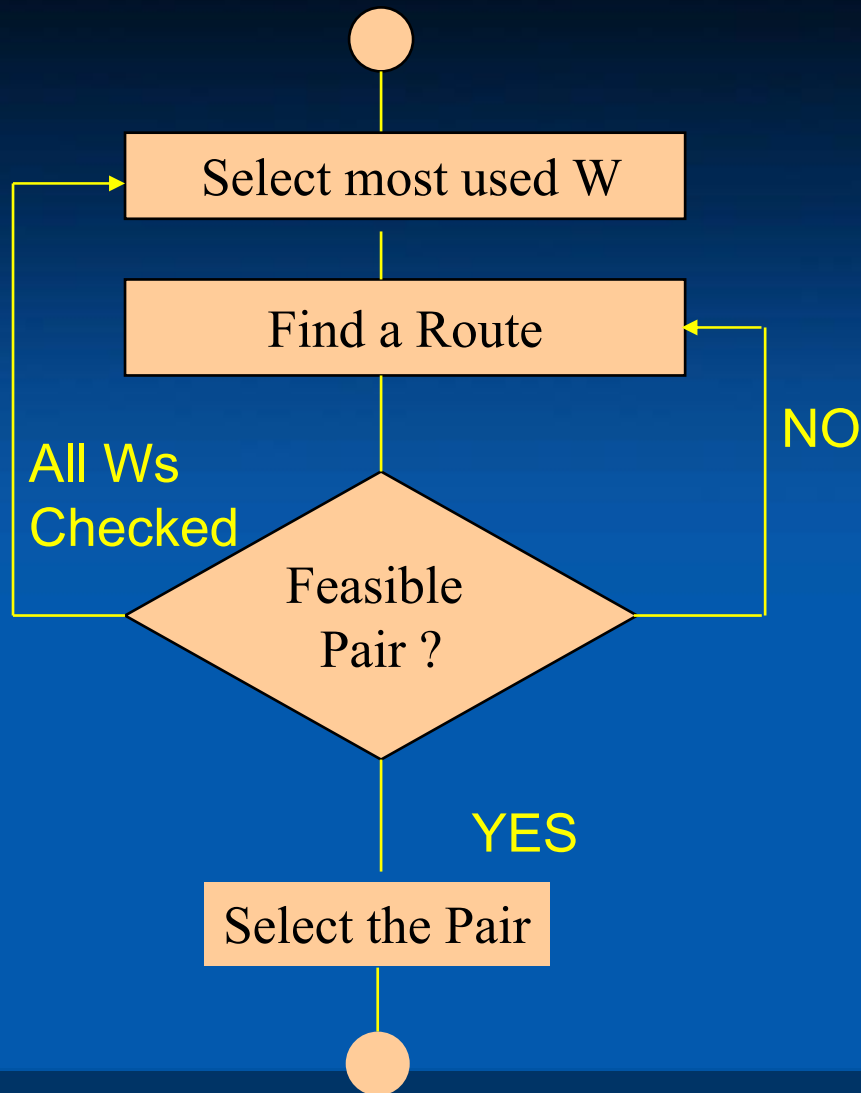 Select most used W
Find a Route
NO
All Ws
Checked
Feasible
Pair ?
YES
Select the Pair